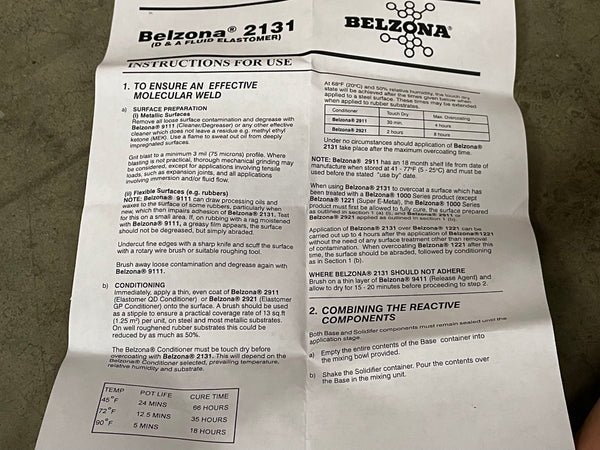 Belzona® 2131
(D & A FLUID ELASTOMER)
BELZONA®
INSTRUCTIONS FOR USE
1. TO ENSURE AN EFFECTIVE
MOLECULAR WELD
a) SURFACE PREPARATION
(i) Metallic Surfaces
Remove all loose surface contamination and degrease with
Belzona® 9111 (Cleaner/Degreaser) or any other effective
cleaner which does not leave a residue e.g. methyl ethyl
ketone (MEK). Use a flame to sweat out oil from deeply
impregnated surfaces.
Grit blast to a minimum 3 mil (75 microns) profile. Where
blasting is not practical, thorough mechanical grinding may
be considered, except for applications involving tensile
loads, such as expansion joints, and all applications
involving immersion and/or fluid flow.
(ii) Flexible Surfaces (e.g. rubbers)
NOTE: Belzona® 9111 can draw processing oils and
waxes to the surface of some rubbers, particularly when
new, which then impairs adhesion of Belzona® 2131. Test
for this on a small area. If, on rubbing with a rag moistened
with Belzona® 9111, a greasy film appears, the surface
should not be degreased, but simply abraded.
Undercut fine edges with a sharp knife and scuff the surface
with a rotary wire brush or suitable roughing tool.
Brush away loose contamination and degrease again with
Belzona® 9111.
b) CONDITIONING
Immediately, apply a thin, even coat of Belzona® 2911
(Elastomer QD Conditioner) or Belzona® 2921 (Elastomer
GP Conditioner) onto the surface. A brush should be used
as a stipple to ensure a practical coverage rate of 13 sq.ft
(1.25 m²) per unit, on steel and most metallic substrates.
On well roughened rubber substrates this could be
reduced by as much as 50%.
The Belzona® Conditioner must be touch dry before
overcoating with Belzona® 2131. This will depend on the
Belzona® Conditioner selected, prevailing temperature,
relative humidity and substrate.
TEMP POT LIFE CURE TIME
45°F 24 MINS 66 HOURS
72°F 12.5 MINS 35 HOURS
90°F 5 MINS 18 HOURS
At 68°F (20°C) and 50% relative humidity, the touch dry
state will be achieved after the times given below when
applied to a steel surface. These times may be extended
when applied to rubber substrates.
Conditioner Touch Dry Max. Overcoating
Belzona® 2911 30 min. 4 hours
Belzona® 2921 2 hours 8 hours
Under no circumstances should application of Belzona®
2131 take place after the maximum overcoating time.
NOTE: Belzona® 2911 has an 18 month shelf life from date of
manufacture when stored at 41 - 77°F (5 - 25°C) and must be
used before the stated "use by" date.
When using Belzona® 2131 to overcoat a surface which has
been treated with a Belzona® 1000 Series product (except
Belzona® 1221 (Super E-Metal), the Belzona® 1000 Series
product must first be allowed to fully cure, the surface prepared
as outlined in section 1 (a), and Belzona® 2911 or
Belzona® 2921 applied as outlined in section 1 (b).
Application of Belzona® 2131 over Belzona® 1221 can be
carried out up to 4 hours after the application of Belzona®1221
without the need of any surface treatment other than removal
of contamination. When overcoating Belzona® 1221 after this
time, the surface should be abraded, followed by conditioning
as in Section 1 (b).
WHERE BELZONA® 2131 SHOULD NOT ADHERE
Brush on a thin layer of Belzona® 9411 (Release Agent) and
allow to dry for 15 - 20 minutes before proceeding to step 2.
2. COMBINING THE REACTIVE
COMPONENTS
Both Base and Solidifer components must remain sealed until the
application stage.
a) Empty the entire contents of the Base container into
the mixing bowl provided.
b) Shake the Solidifier container. Pour the contents over
the Base in the mixing unit.